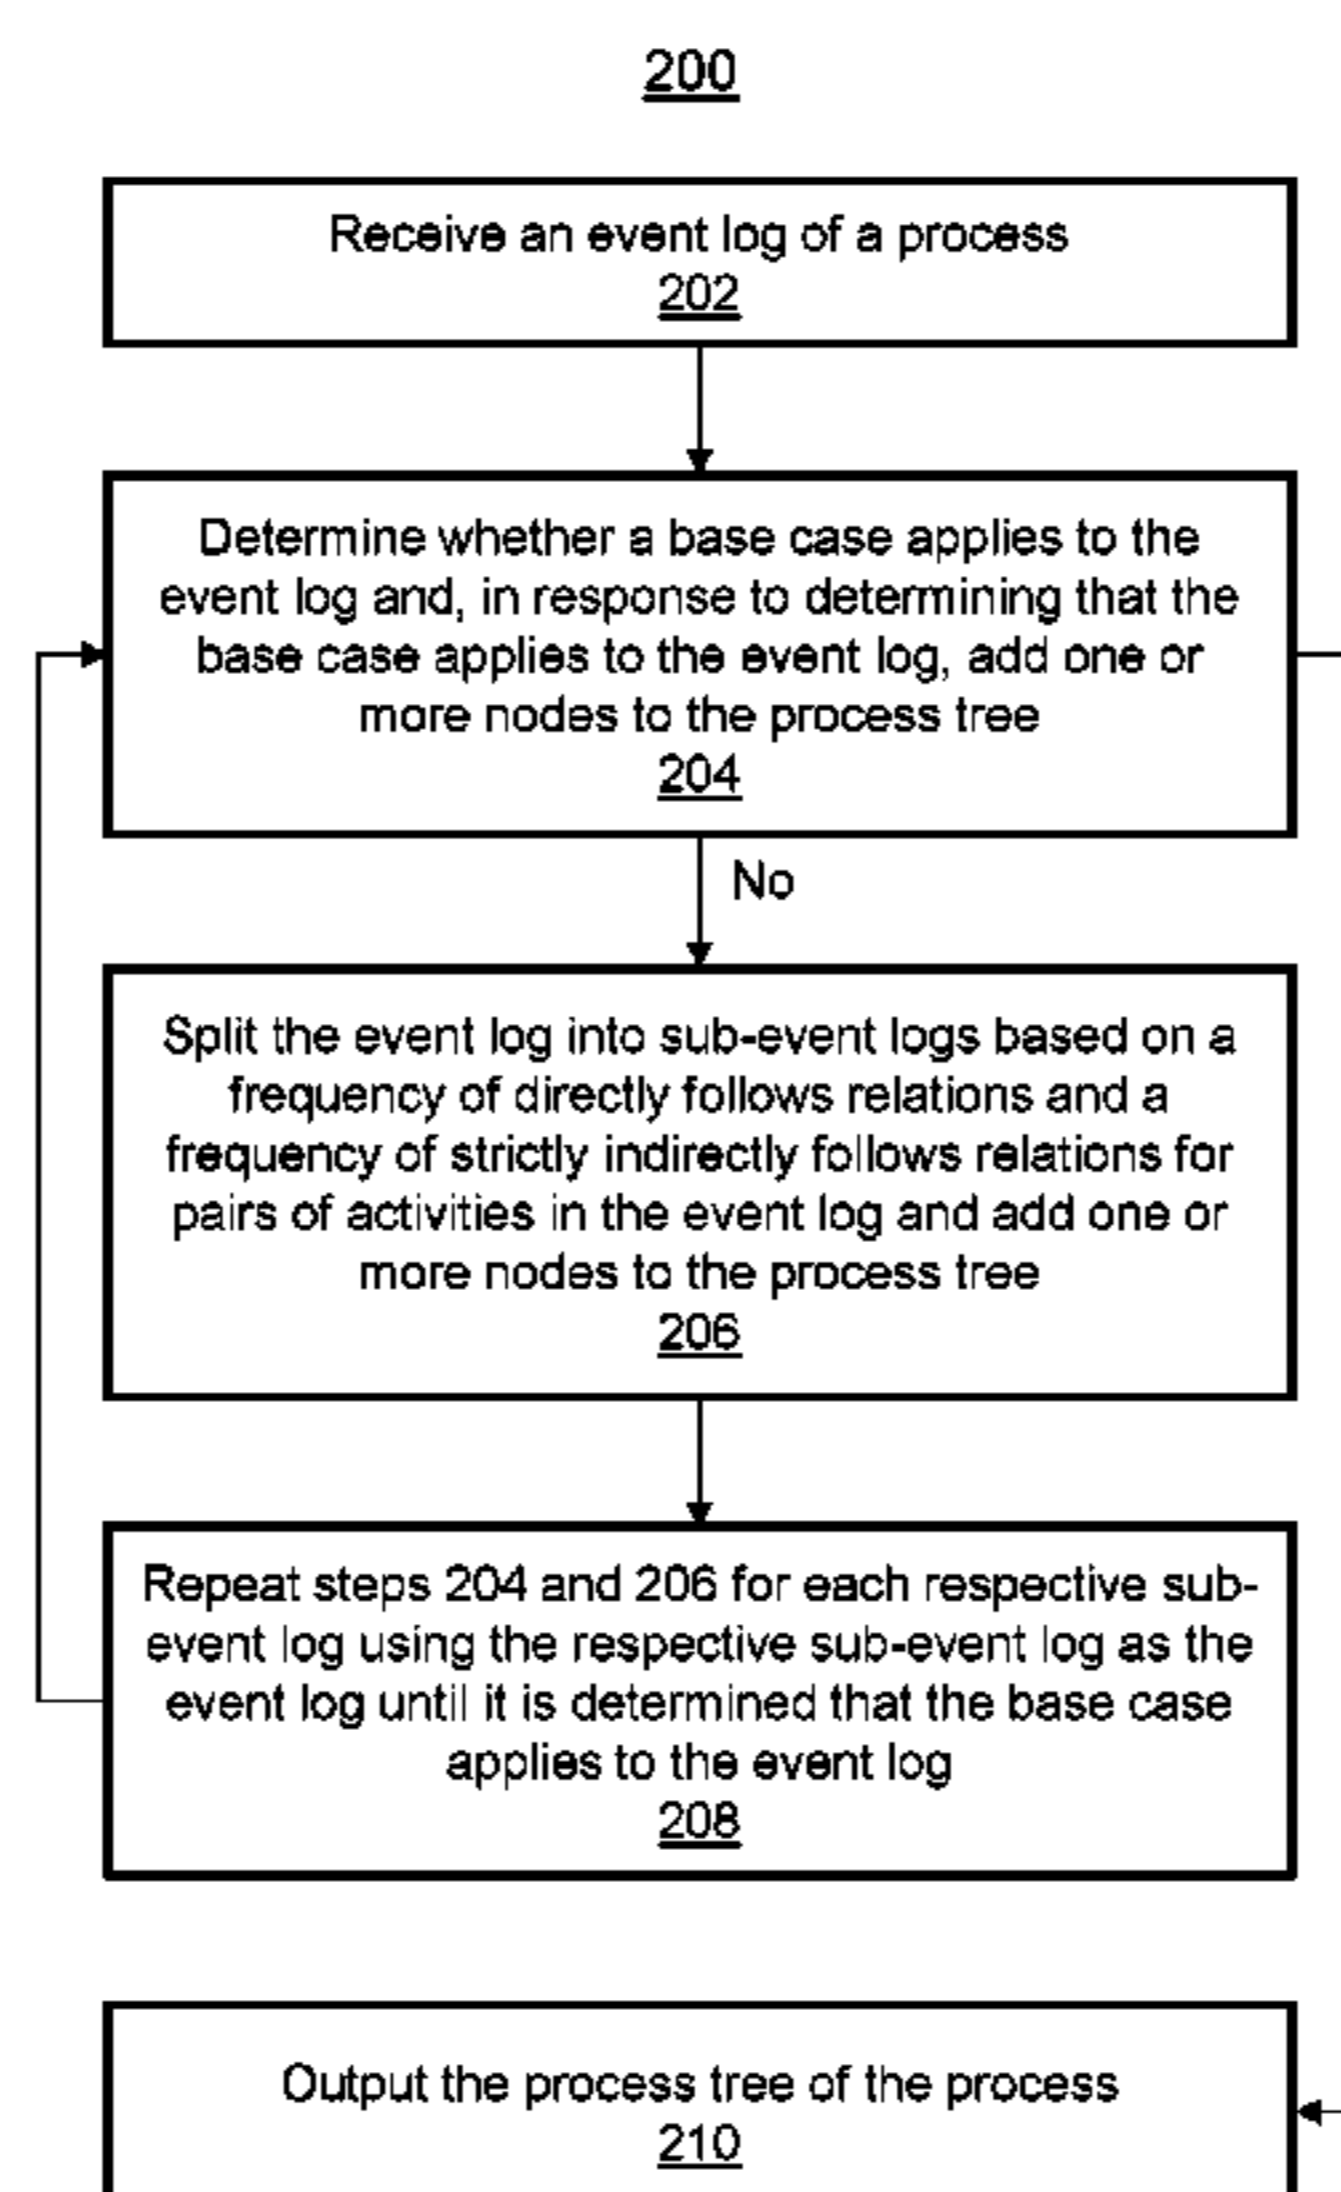 200
Receive an event log of a process
202
Determine whether a base case applies to the
event log and, in response to determining that the
base case applies to the event log, add one or
more nodes to the process tree
204
No
Split the event log into sub-event logs based on a
frequency of directly follows relations and a
frequency of strictly indirectly follows relations for
pairs of activities in the event log and add one or
more nodes to the process tree
206
Repeat steps 204 and 206 for each respective sub-
event log using the respective sub-event log as the
event log until it is determined that the base case
applies to the event log
208
Output the process tree of the process
210